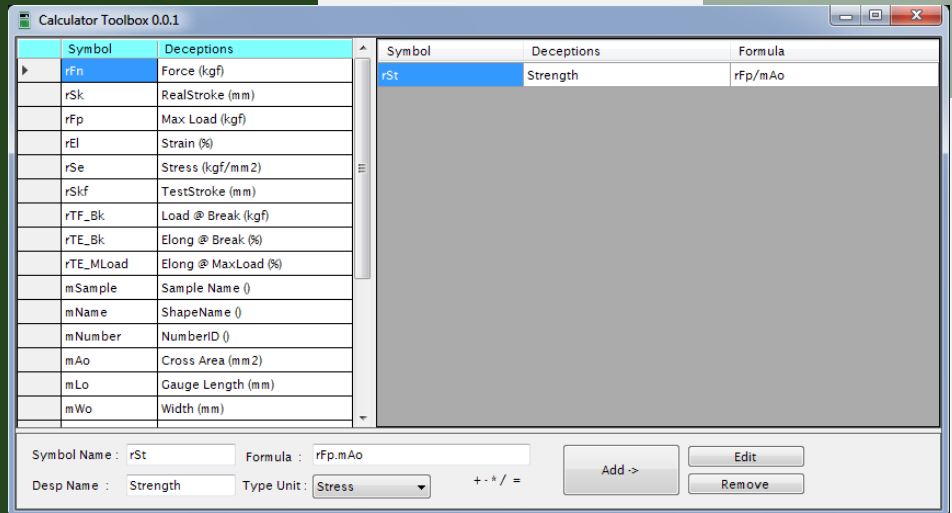 Calculator Toolbox 0.0.1
Symbol Deceptions
rFn Force (kgf)
rSk RealStroke (mm)
rFp Max Load (kgf)
rEl Strain (%)
rSe Stress (kgf/mm2)
rSkf TestStroke (mm)
rTF_Bk Load @ Break (kgf)
rTE_Bk Elong @ Break (%)
rTE_MLoad Elong @ MaxLoad (%)
mSample Sample Name ()
mName ShapeName ()
mNumber NumberID ()
mAo Cross Area (mm2)
mLo Gauge Length (mm)
mWo Width (mm)
Symbol Deceptions Formula
rSt Strength rFp/mAo
Symbol Name : rSt Formula : rFp.mAo
Desp Name : Strength Type Unit : Stress
+ - * / =
Add ->
Edit
Remove